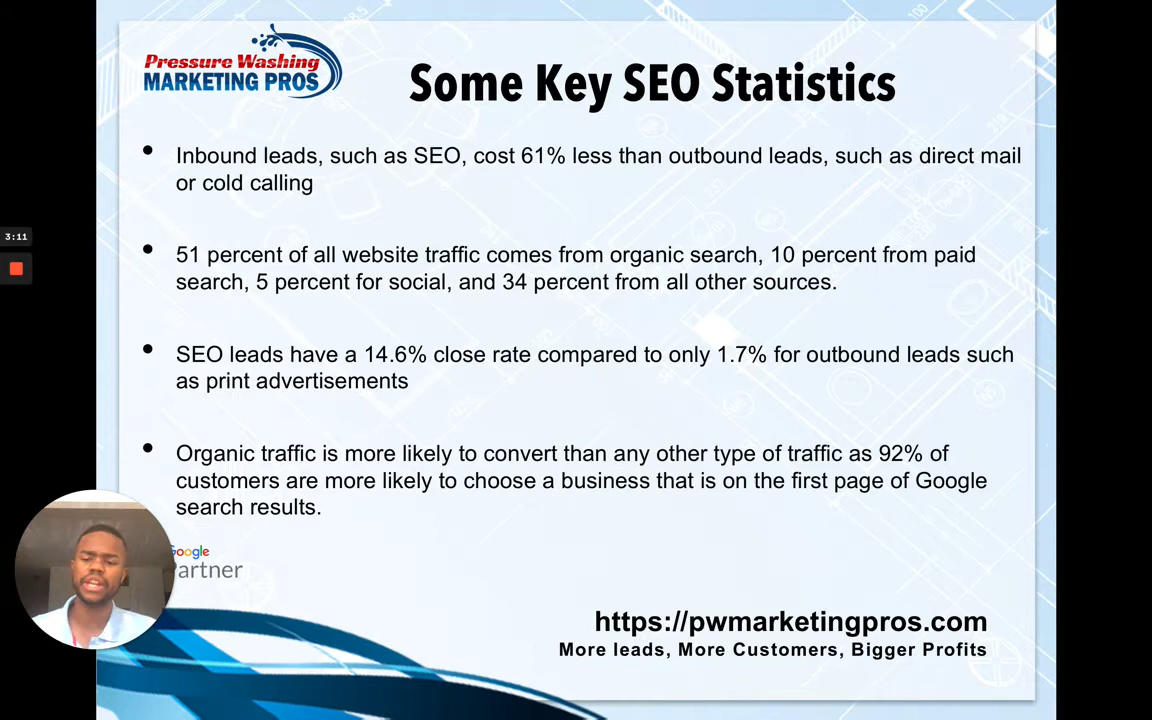 Pressure Washing
MARKETING PROS
Some Key SEO Statistics
• Inbound leads, such as SEO, cost 61% less than outbound leads, such as direct mail
or cold calling
• 51 percent of all website traffic comes from organic search, 10 percent from paid
search, 5 percent for social, and 34 percent from all other sources.
3:11
• SEO leads have a 14.6% close rate compared to only 1.7% for outbound leads such
as print advertisements
• Organic traffic is more likely to convert than any other type of traffic as 92% of
customers are more likely to choose a business that is on the first page of Google
search results.
Google
Partner
https://pwmarketingpros.com
More leads, More Customers, Bigger Profits